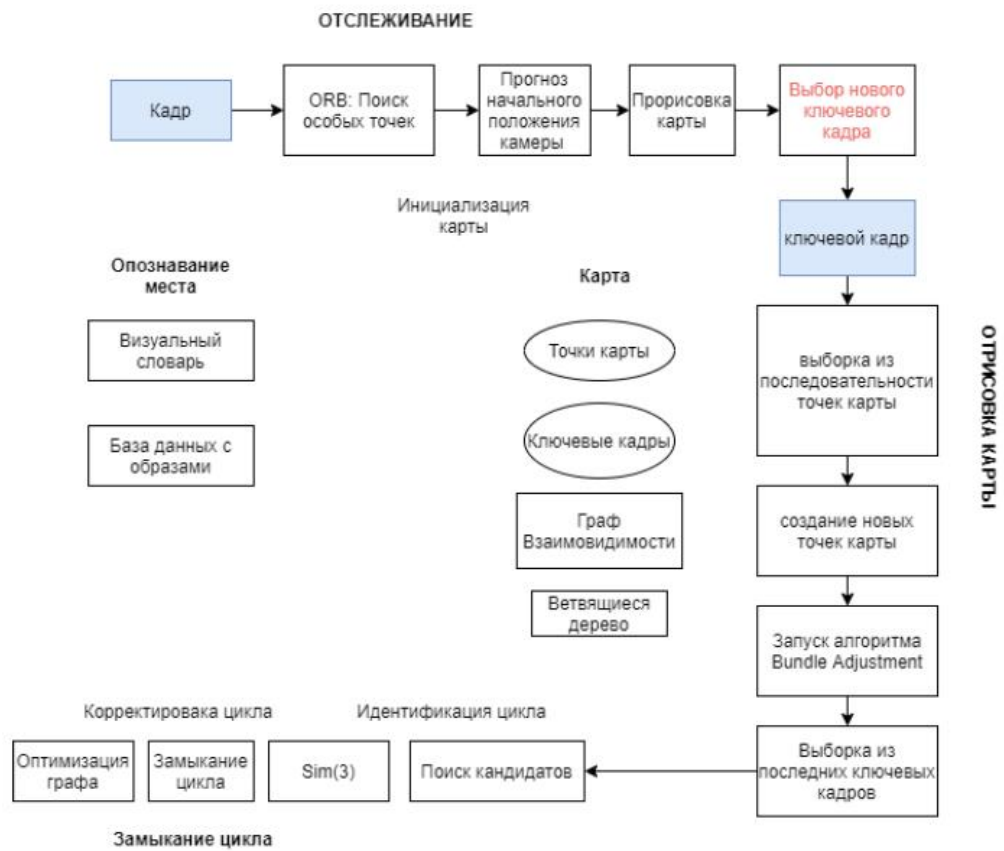 ОТСЛЕЖИВАНИЕ
Кадр
ORB: Поиск
особых точек
Прогноз
начального
положения
камеры
Прорисовка
карты
Выбор нового
ключевого
кадра
Инициализация
карты
ключевой кадр
Опознавание
места
Визуальный
словарь
База данных с
образами
Карта
Точки карты
Ключевые кадры
Граф
Взаимовидимости
Ветвящиеся
дерево
выборка из
последовательности
точек карты
создание новых
точек карты
Запуск алгоритма
Bundle Adjustment
Выборка из
последних ключевых
кадров
ОТРИСОВКА КАРТЫ
Корректировака цикла
Идентификация цикла
Оптимизация
графа
Замыкание
цикла
Sim(3)
Поиск кандидатов
Замыкание цикла